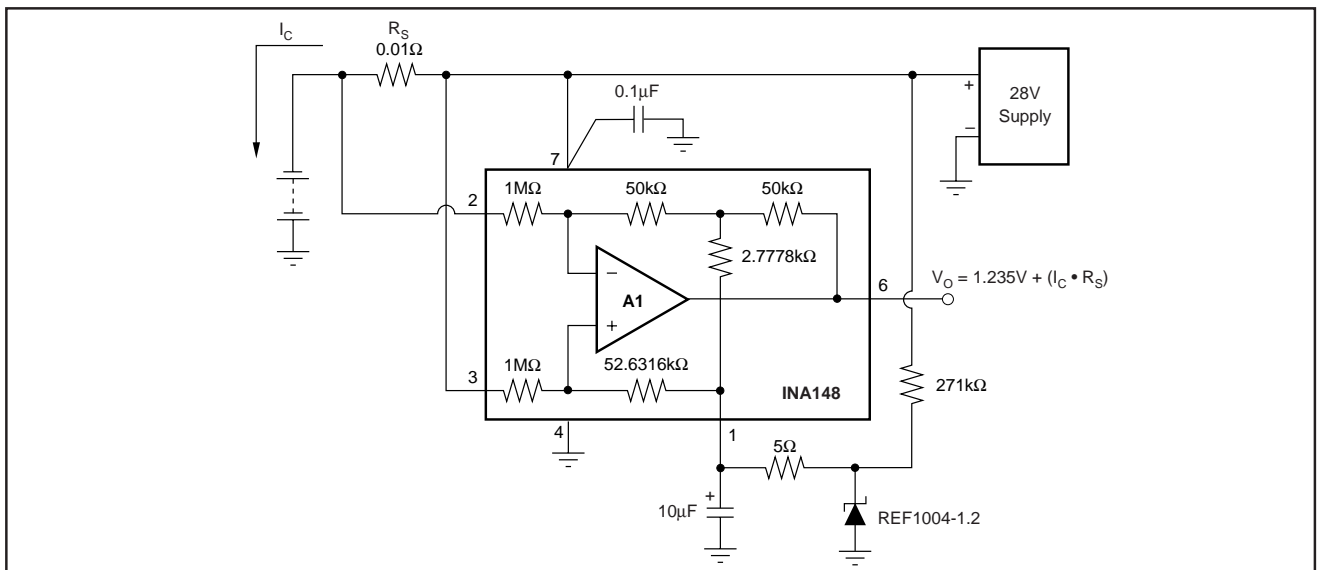 I_C
R_S
0.01Ω
0.1µF
+
28V
Supply
−
7
2
1MΩ
50kΩ
50kΩ
2.7778kΩ
−
A1
+
6
V_O = 1.235V + (I_C • R_S)
3
1MΩ
52.6316kΩ
INA148
271kΩ
4
1
5Ω
+
10µF
REF1004-1.2